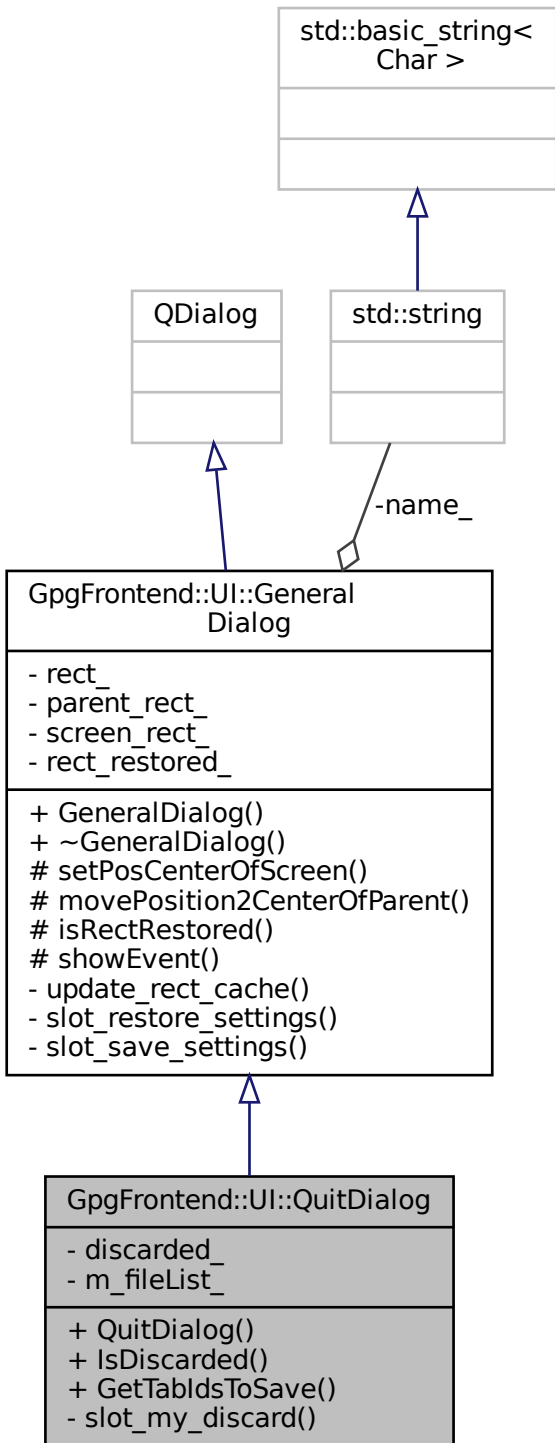 std::basic_string<
Char >
QDialog
std::string
-name_
GpgFrontend::UI::General
Dialog
- rect_
- parent_rect_
- screen_rect_
- rect_restored_
+ GeneralDialog()
+ ~GeneralDialog()
# setPosCenterOfScreen()
# movePosition2CenterOfParent()
# isRectRestored()
# showEvent()
- update_rect_cache()
- slot_restore_settings()
- slot_save_settings()
GpgFrontend::UI::QuitDialog
- discarded_
- m_fileList_
+ QuitDialog()
+ IsDiscarded()
+ GetTabIdsToSave()
- slot_my_discard()